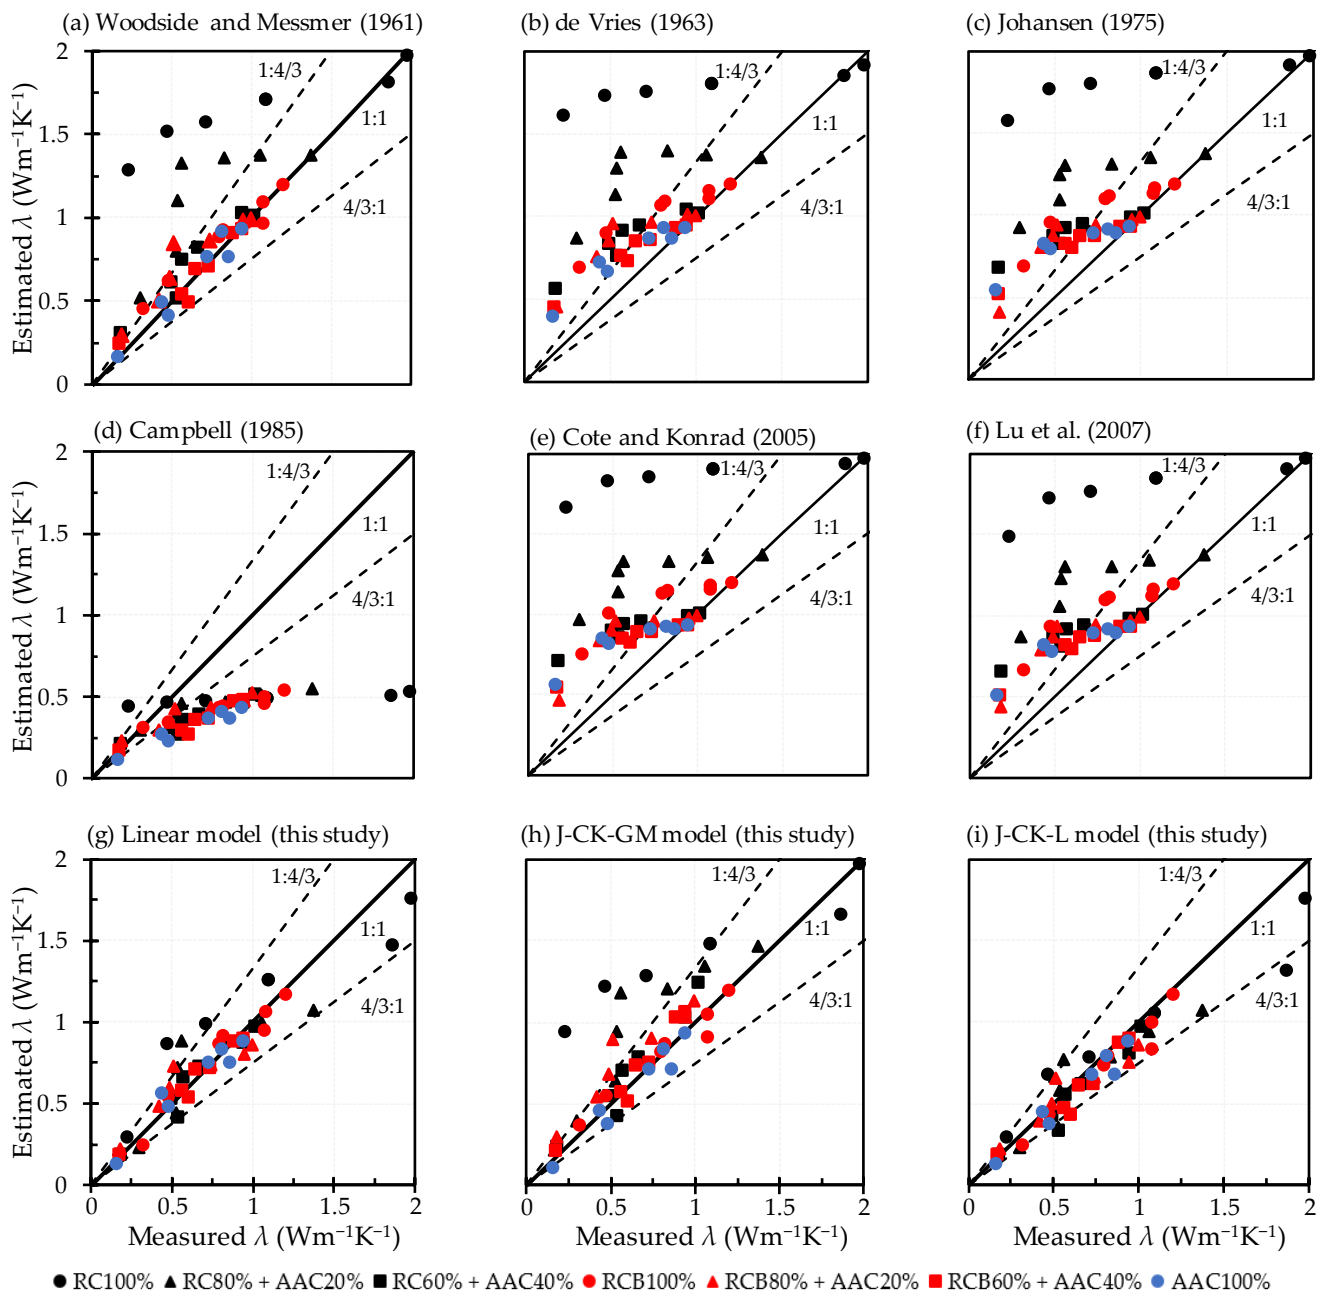 (a) Woodside and Messmer (1961)
(b) de Vries (1963)
(c) Johansen (1975)
2
1.5
1
0.5
0
Estimated λ (Wm⁻¹K⁻¹)
1:4/3
1:1
4/3:1
1:4/3
1:1
4/3:1
1:4/3
1:1
4/3:1
(d) Campbell (1985)
(e) Cote and Konrad (2005)
(f) Lu et al. (2007)
2
1.5
1
0.5
0
Estimated λ (Wm⁻¹K⁻¹)
1:4/3
1:1
4/3:1
1:4/3
1:1
4/3:1
1:4/3
1:1
4/3:1
(g) Linear model (this study)
(h) J-CK-GM model (this study)
(i) J-CK-L model (this study)
2
1.5
1
0.5
0
Estimated λ (Wm⁻¹K⁻¹)
1:4/3
1:1
4/3:1
1:4/3
1:1
4/3:1
1:4/3
1:1
4/3:1
0 0.5 1 1.5 2
0 0.5 1 1.5 2
0 0.5 1 1.5 2
Measured λ (Wm⁻¹K⁻¹)
Measured λ (Wm⁻¹K⁻¹)
Measured λ (Wm⁻¹K⁻¹)
RC100% RC80% + AAC20% RC60% + AAC40% RCB100% RCB80% + AAC20% RCB60% + AAC40% AAC100%